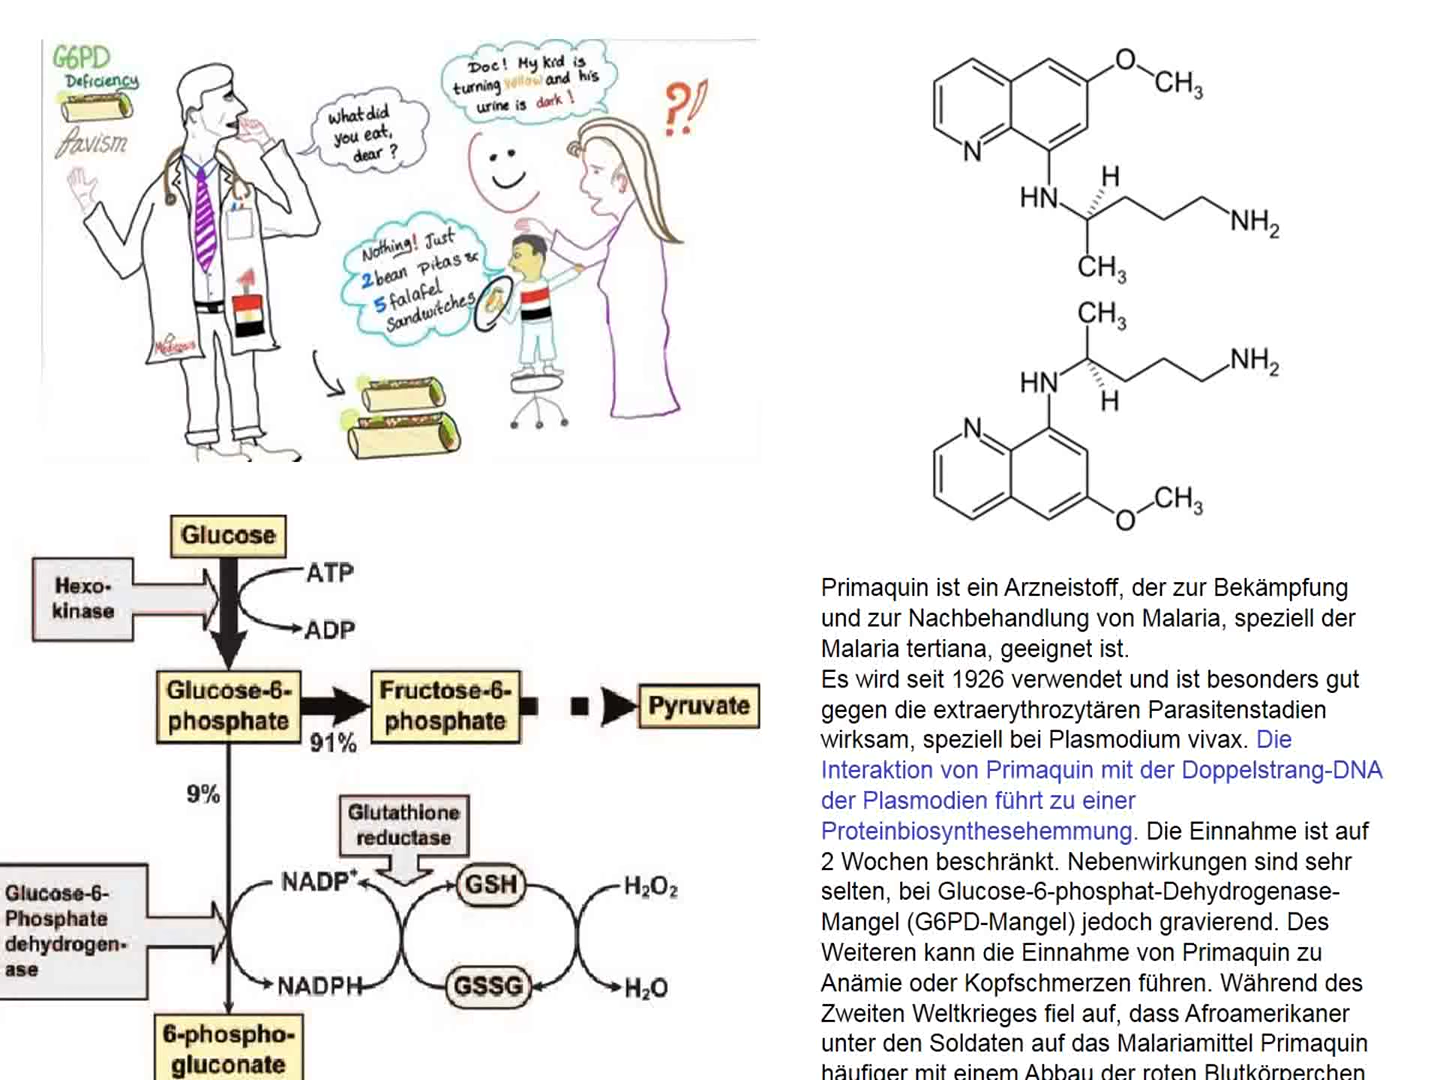 G6PD
Deficiency
favism
What did
you eat,
dear ?
Doc! My kid is
turning yellow and his
urine is dark !
?!
Nothing! Just
2 bean pitas &
5 falafel
Sandwitches
Medicosis
Glucose
Hexo-
kinase
ATP
ADP
Glucose-6-
phosphate
91%
Fructose-6-
phosphate
Pyruvate
9%
Glutathione
reductase
Glucose-6-
Phosphate
dehydrogen-
ase
NADP+
GSH
H2O2
NADPH
GSSG
H2O
6-phospho-
gluconate
O
CH3
N
H
HN
NH2
CH3
CH3
HN
H
NH2
N
O
CH3
Primaquin ist ein Arzneistoff, der zur Bekämpfung
und zur Nachbehandlung von Malaria, speziell der
Malaria tertiana, geeignet ist.
Es wird seit 1926 verwendet und ist besonders gut
gegen die extraerythrozytären Parasitenstadien
wirksam, speziell bei Plasmodium vivax. Die
Interaktion von Primaquin mit der Doppelstrang-DNA
der Plasmodien führt zu einer
Proteinbiosynthesehemmung. Die Einnahme ist auf
2 Wochen beschränkt. Nebenwirkungen sind sehr
selten, bei Glucose-6-phosphat-Dehydrogenase-
Mangel (G6PD-Mangel) jedoch gravierend. Des
Weiteren kann die Einnahme von Primaquin zu
Anämie oder Kopfschmerzen führen. Während des
Zweiten Weltkrieges fiel auf, dass Afroamerikaner
unter den Soldaten auf das Malariamittel Primaquin
häufiger mit einem Abbau der roten Blutkörperchen